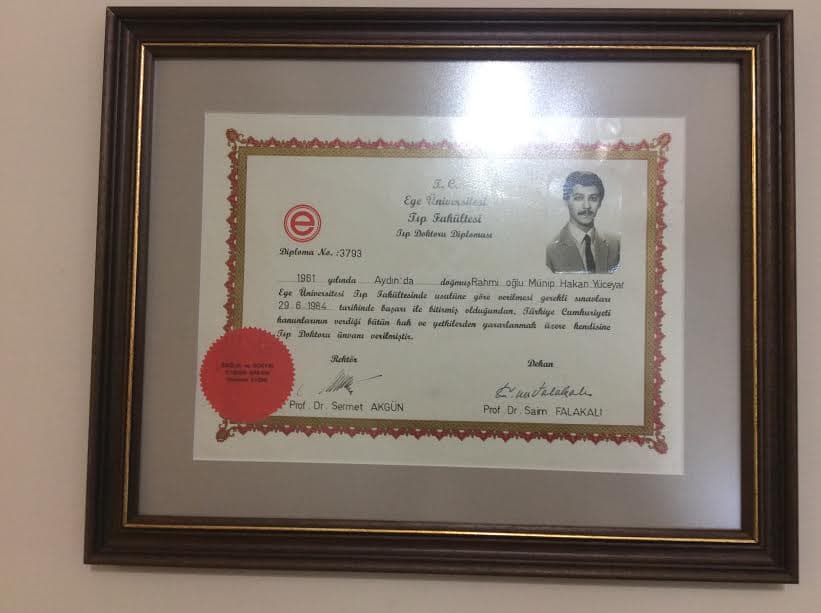 T. C.
Ege Üniversitesi
Tıp Fakültesi
Tıp Doktoru Diploması
e
Diploma No. :3793
1961 yılında Aydın'da doğmuş Rahmi oğlu Münip Hakan Yüceyar
Ege Üniversitesi Tıp Fakültesinde usulüne göre verilmesi gerekli sınavları
29.6.1984 tarihinde başarı ile bitirmiş olduğundan, Türkiye Cumhuriyeti
kanunlarının verdiği bütün hak ve yetkilerden yararlanmak üzere kendisine
Tıp Doktoru ünvanı verilmiştir.
Rektör
Dekan
Prof. Dr. Sermet AKGÜN
Prof. Dr. Saim FALAKALI
SAĞLIK ve SOSYAL